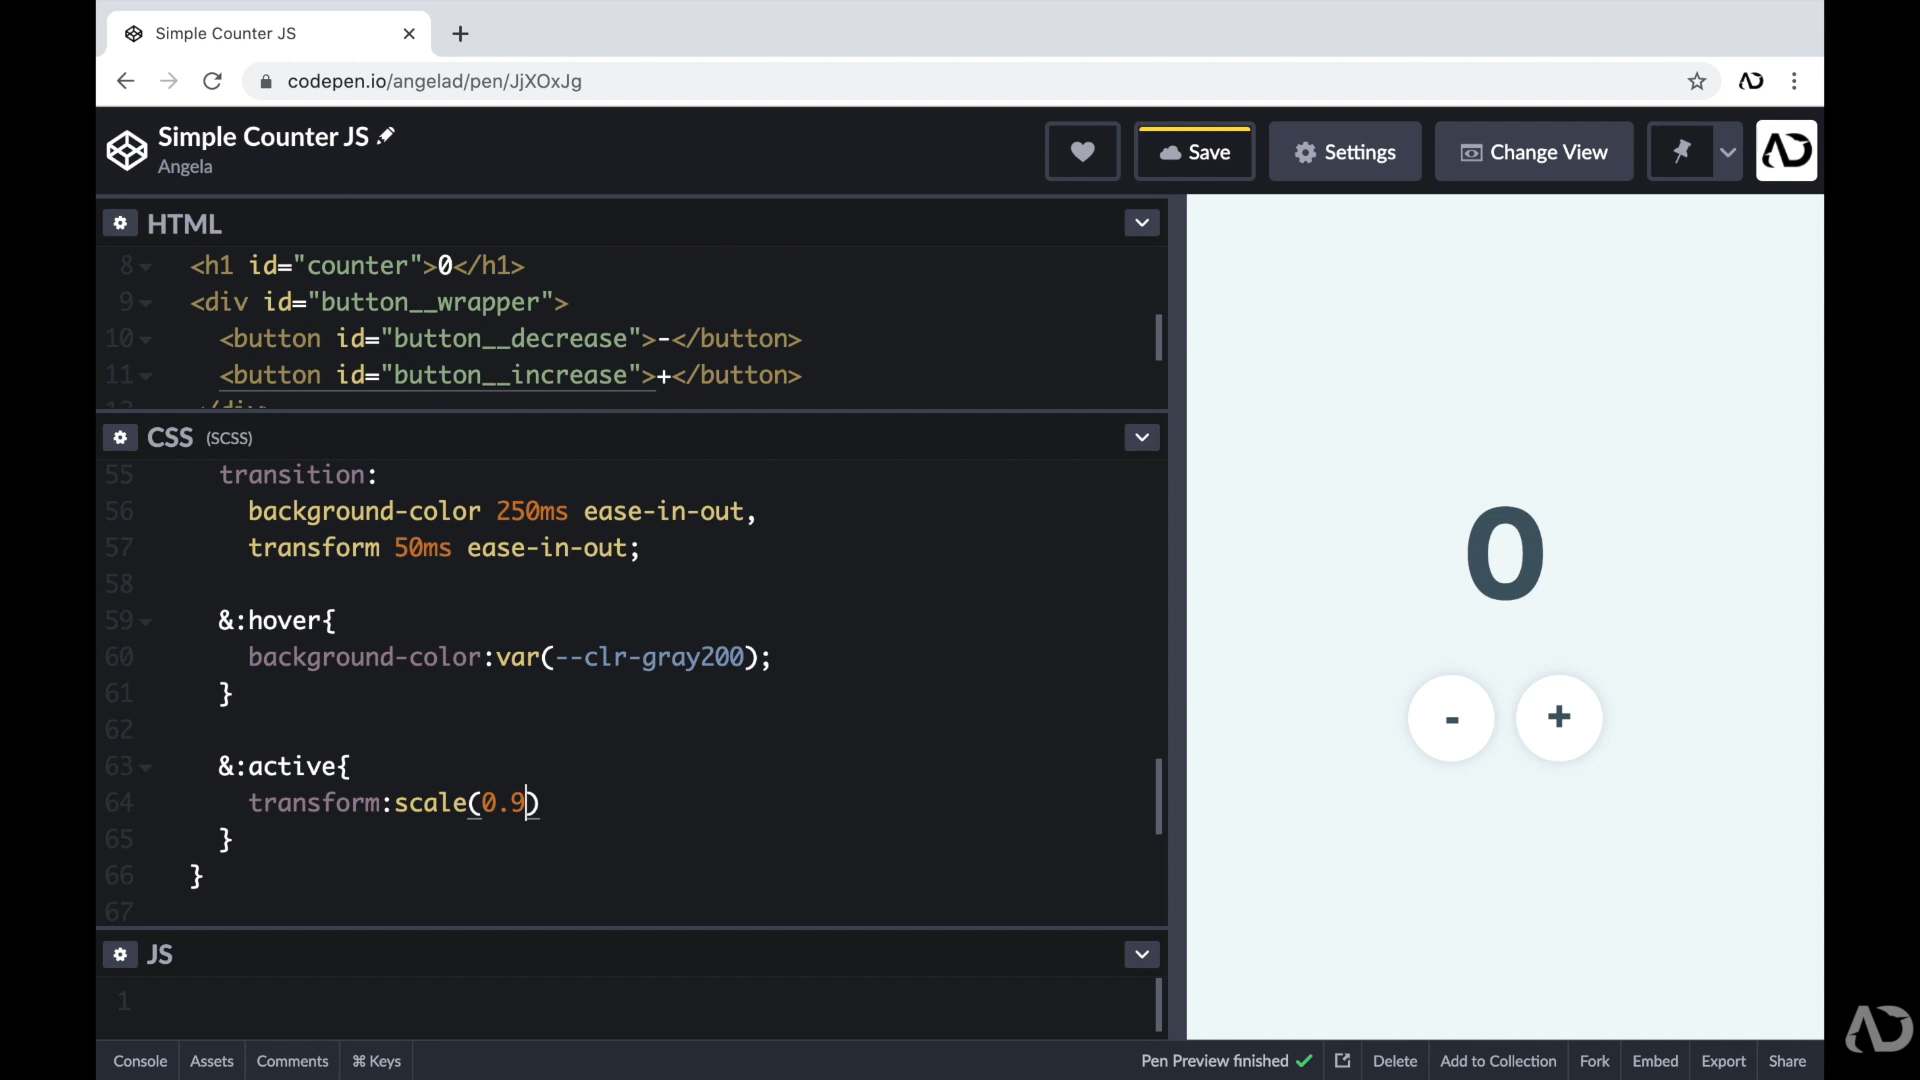 Simple Counter JS
codepen.io/angelad/pen/JjXOxJg
Simple Counter JS
Angela
Save
Settings
Change View
HTML
8 <h1 id="counter">0</h1>
9 <div id="button__wrapper">
10 <button id="button__decrease">-</button>
11 <button id="button__increase">+</button>
CSS (SCSS)
55 transition:
56 background-color 250ms ease-in-out,
57 transform 50ms ease-in-out;
58
59 &:hover{
60 background-color:var(--clr-gray200);
61 }
62
63 &:active{
64 transform:scale(0.9)
65 }
66 }
67
JS
1
0
- +
Console Assets Comments ⌘ Keys Pen Preview finished Delete Add to Collection Fork Embed Export Share